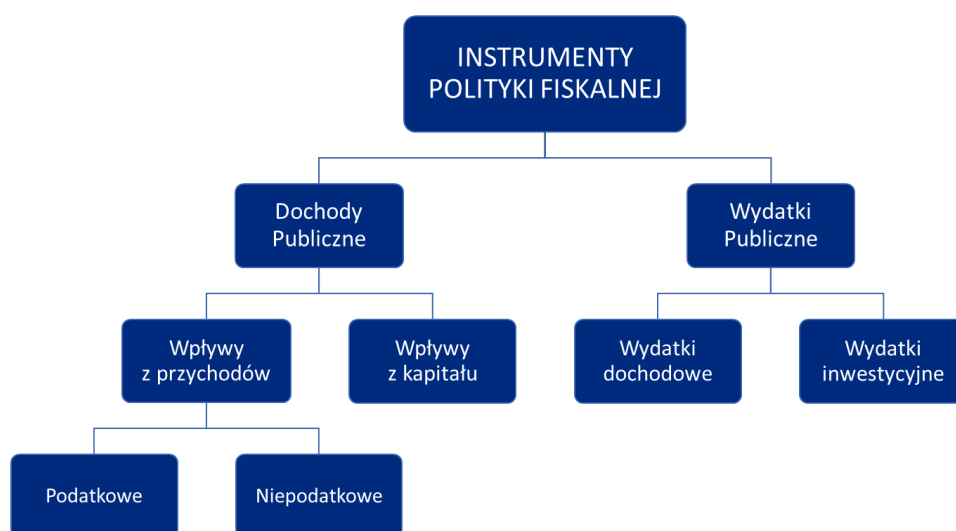 INSTRUMENTY
POLITYKI FISKALNEJ
Dochody
Publiczne
Wydatki
Publiczne
Wpływy
z przychodów
Wpływy
z kapitału
Wydatki
dochodowe
Wydatki
inwestycyjne
Podatkowe
Niepodatkowe